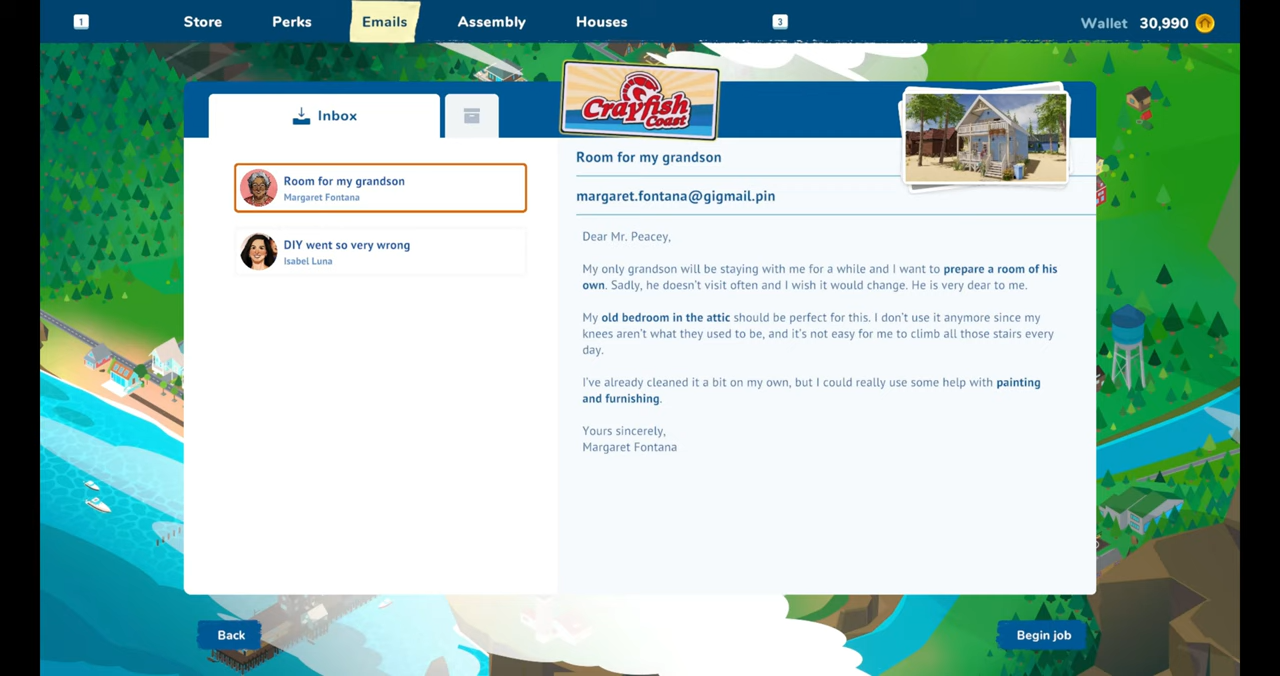 1
Store
Perks
Emails
Assembly
Houses
3
Wallet 30,990
Inbox
Crayfish
Coast
Room for my grandson
Margaret Fontana
DIY went so very wrong
Isabel Luna
Room for my grandson
margaret.fontana@gigmail.pin
Dear Mr. Peacey,
My only grandson will be staying with me for a while and I want to prepare a room of his
own. Sadly, he doesn't visit often and I wish it would change. He is very dear to me.
My old bedroom in the attic should be perfect for this. I don't use it anymore since my
knees aren't what they used to be, and it's not easy for me to climb all those stairs every
day.
I've already cleaned it a bit on my own, but I could really use some help with painting
and furnishing.
Yours sincerely,
Margaret Fontana
Back
Begin job